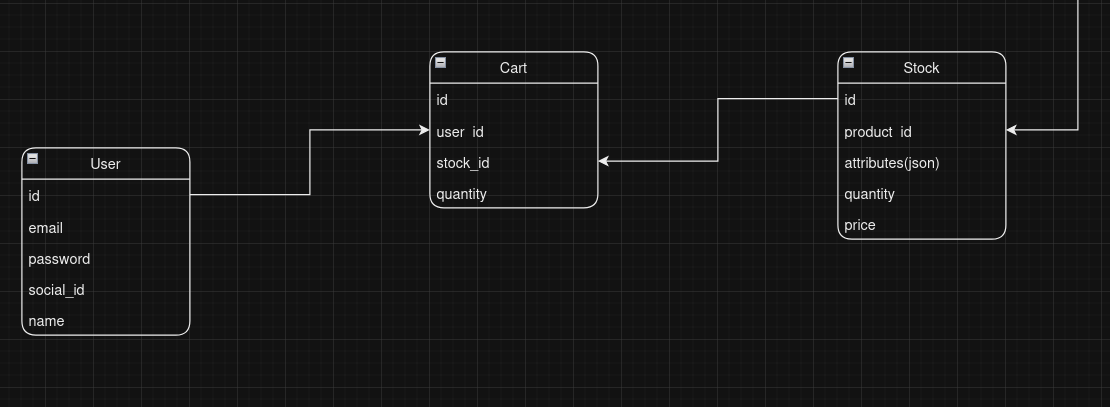 Cart
id
user_id
stock_id
quantity
Stock
id
product_id
attributes(json)
quantity
price
User
id
email
password
social_id
name